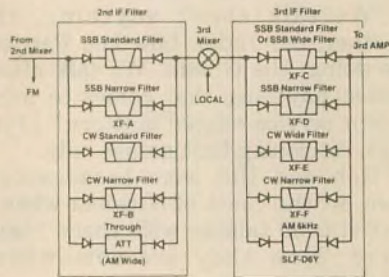 2nd IF Filter
3rd IF Filter
From
2nd Mixer
FM
SSB Standard Filter
SSB Narrow Filter
XF-A
CW Standard Filter
CW Narrow Filter
XF-B
Through
ATT
(AM Wide)
3rd
Mixer
LOCAL
SSB Standard Filter
Or SSB Wide Filter
XF-C
SSB Narrow Filter
XF-D
CW Wide Filter
XF-E
CW Narrow Filter
XF-F
AM 6kHz
SLF-D6Y
To
3rd AMP